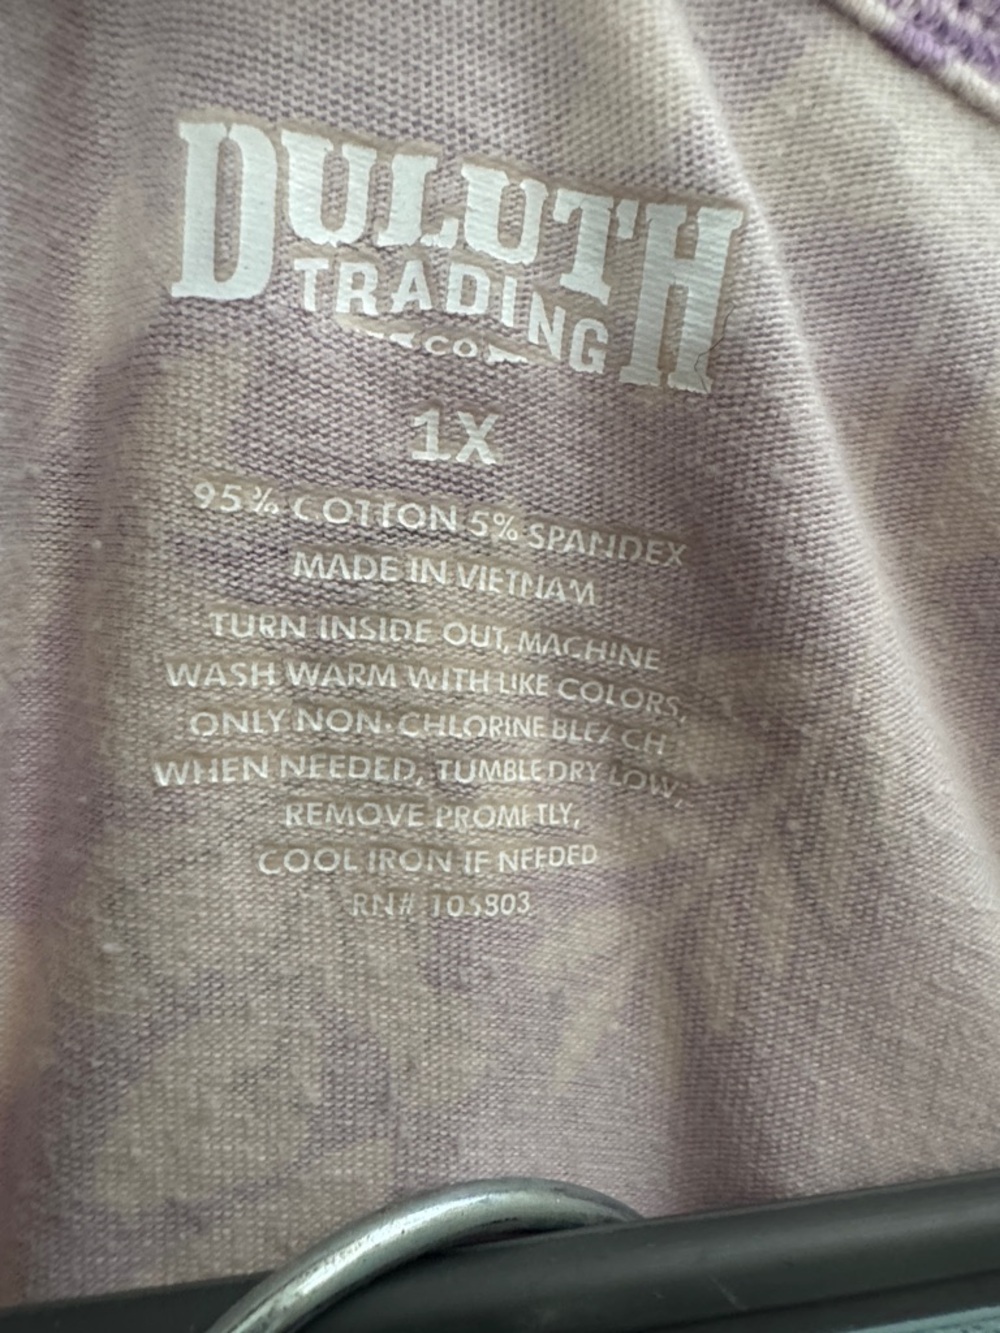 DULUTH
TRADING
CO
1X
95% COTTON 5% SPANDEX
MADE IN VIETNAM
TURN INSIDE OUT, MACHINE
WASH WARM WITH LIKE COLORS,
ONLY NON-CHLORINE BLEACH
WHEN NEEDED, TUMBLE DRY LOW,
REMOVE PROMPTLY,
COOL IRON IF NEEDED
RN#